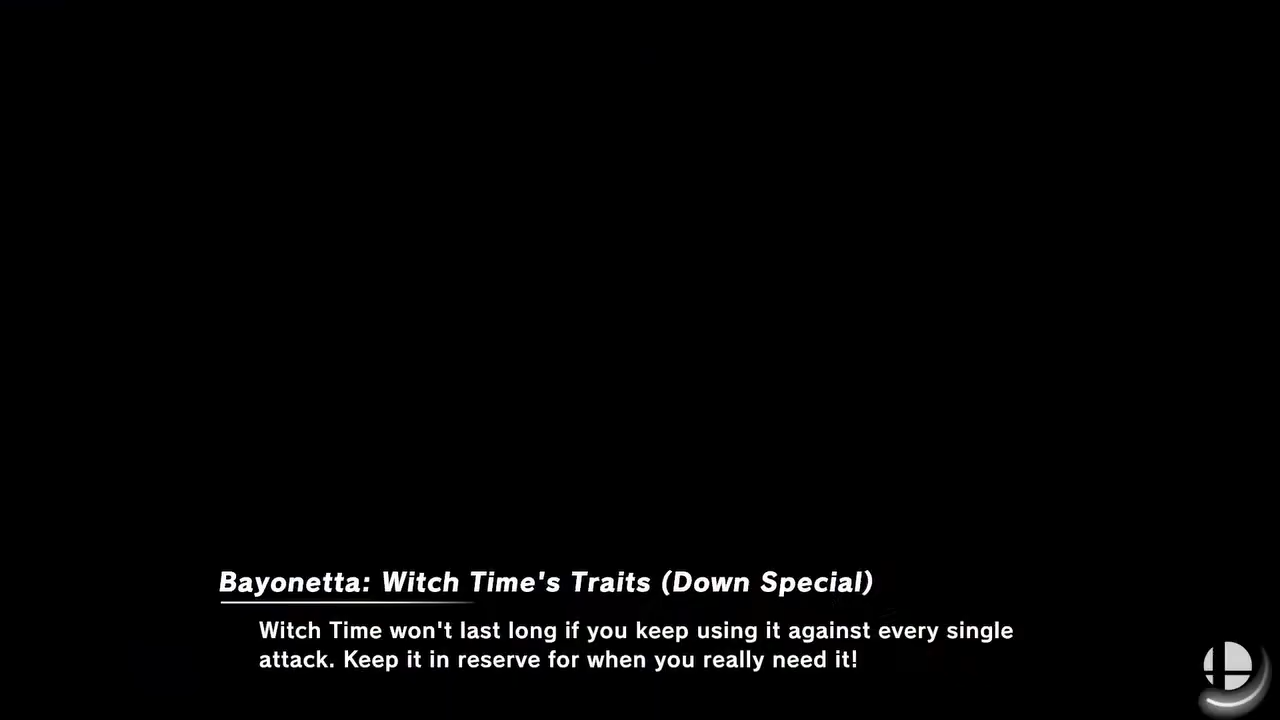 Bayonetta: Witch Time's Traits (Down Special)
Witch Time won't last long if you keep using it against every single
attack. Keep it in reserve for when you really need it!